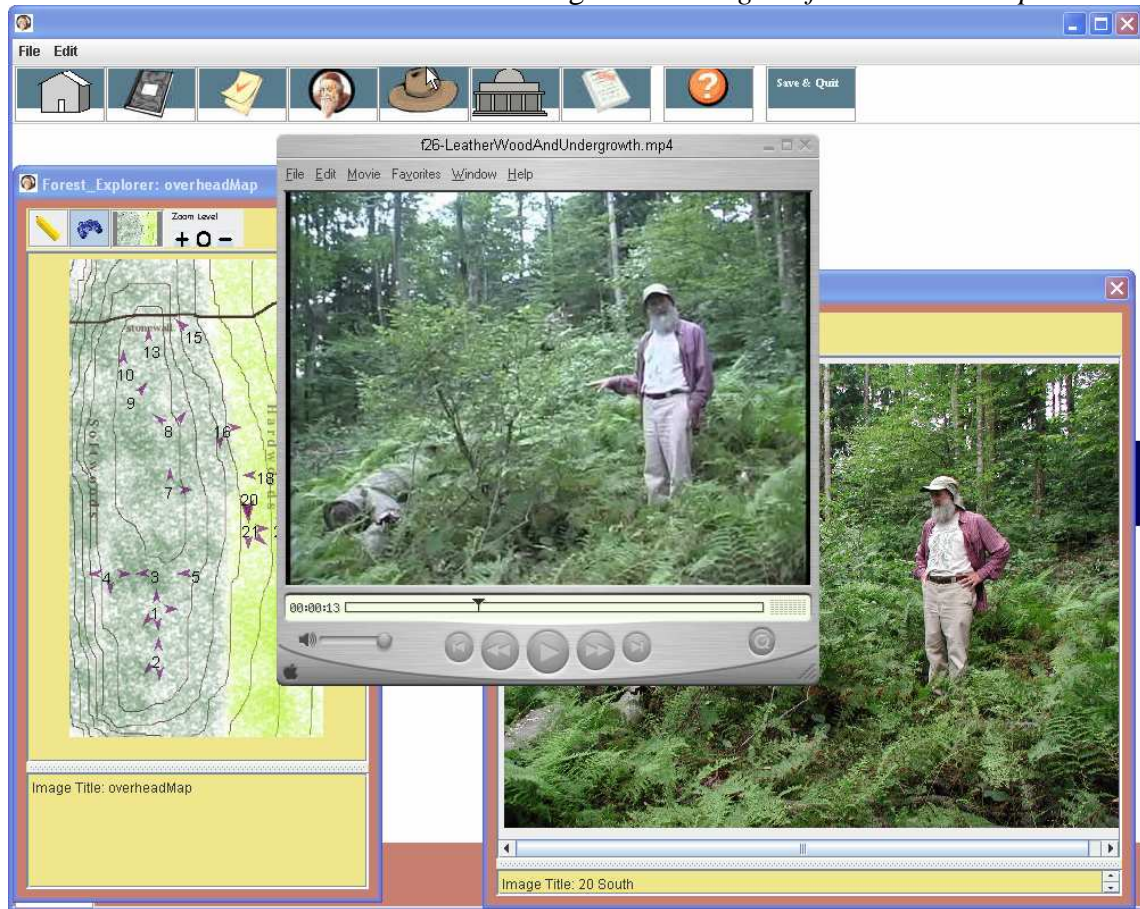 File Edit
Save & Quit
f26-LeatherWoodAndUndergrowth.mp4
File Edit Movie Favorites Window Help
Forest_Explorer: overheadMap
Zoom Level
+ O -
stonewall
15
13
10
9
8
16
Softwoods
Hardwoods
7
18
20
21
4
3
5
1
2
00:00:13
Image Title: overheadMap
Image Title: 20 South